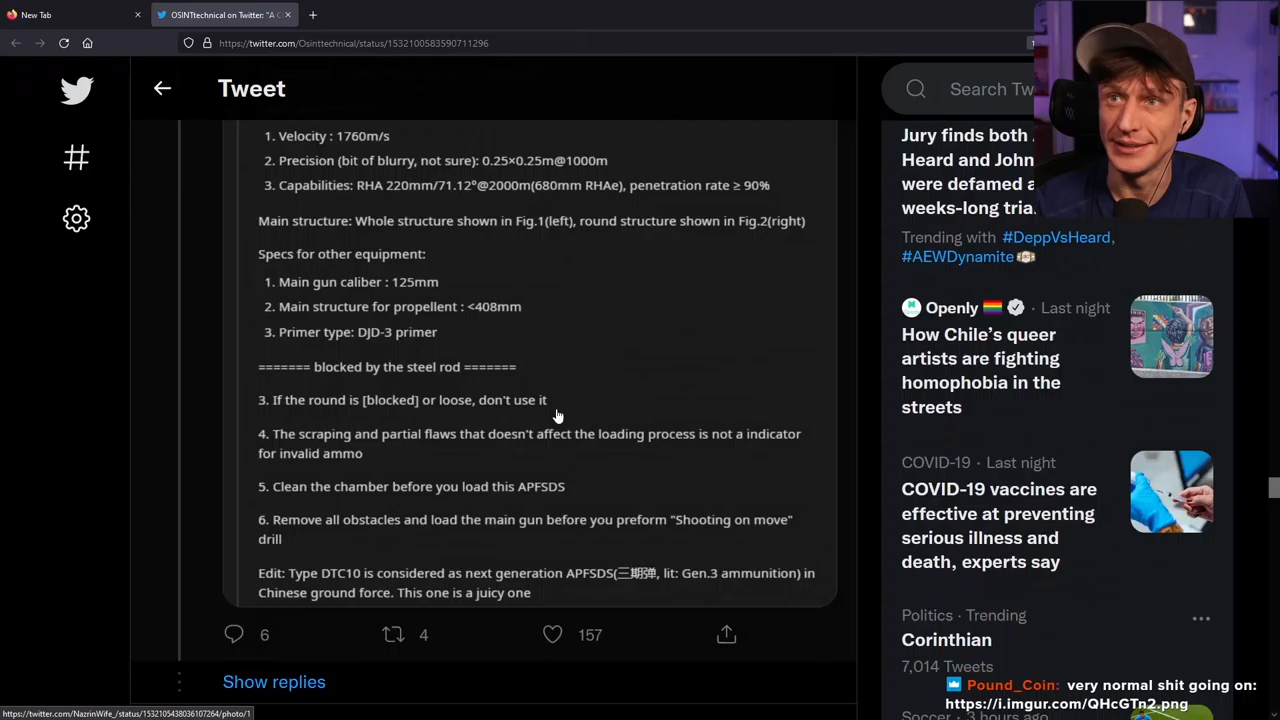 New Tab
OSINTtechnical on Twitter: "A C
https://twitter.com/Osinttechnical/status/1532100583590711296
Tweet
Search Tw
1. Velocity : 1760m/s
2. Precision (bit of blurry, not sure): 0.25×0.25m@1000m
3. Capabilities: RHA 220mm/71.12°@2000m(680mm RHAe), penetration rate ≥ 90%
Main structure: Whole structure shown in Fig.1(left), round structure shown in Fig.2(right)
Specs for other equipment:
1. Main gun caliber : 125mm
2. Main structure for propellent : <408mm
3. Primer type: DJD-3 primer
======= blocked by the steel rod =======
3. If the round is [blocked] or loose, don't use it
4. The scraping and partial flaws that doesn't affect the loading process is not a indicator
for invalid ammo
5. Clean the chamber before you load this APFSDS
6. Remove all obstacles and load the main gun before you preform "Shooting on move"
drill
Edit: Type DTC10 is considered as next generation APFSDS(三期弹, lit: Gen.3 ammunition) in
Chinese ground force. This one is a juicy one
6
4
157
Show replies
https://twitter.com/NazrinWife_/status/1532105438036107264/photo/1
Jury finds both
Heard and John
were defamed a
weeks-long tria
Trending with #DeppVsHeard,
#AEWDynamite
Openly · Last night
How Chile's queer
artists are fighting
homophobia in the
streets
COVID-19 · Last night
COVID-19 vaccines are
effective at preventing
serious illness and
death, experts say
Politics · Trending
Corinthian
7,014 Tweets
Pound_Coin: very normal shit going on:
https://i.imgur.com/QHcGTn2.png
Soccer · 3 hours ago